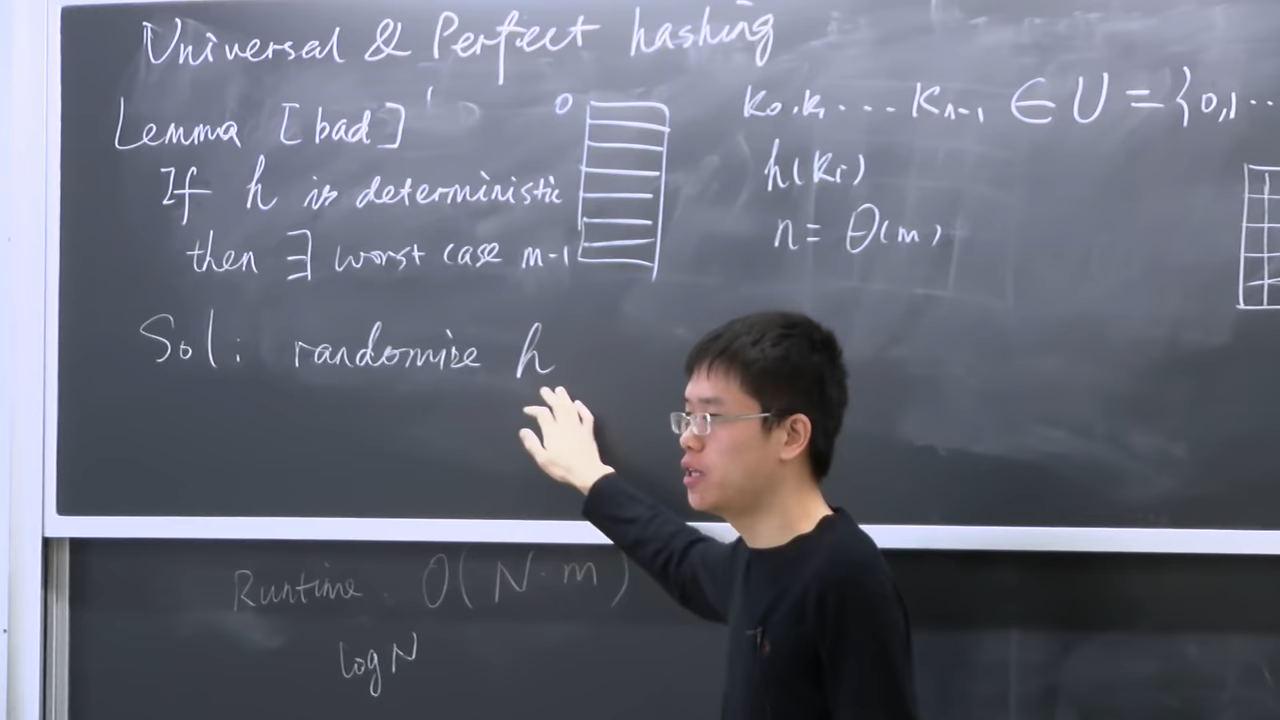 Universal & Perfect hashing
Lemma [bad]
If h is deterministic
then ∃ worst case
Sol: randomize h
0
m-1
K₀.K₁ .... Kₙ₋₁ ∈ U = {0,1...
h(Kᵢ)
n = Θ(m)
Runtime. O(N·m)
log N